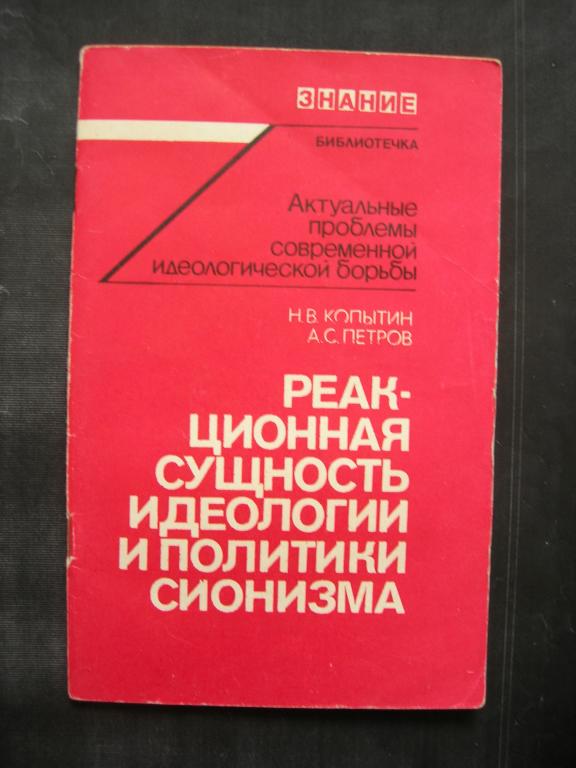 ЗНАНИЕ
БИБЛИОТЕЧКА
Актуальные
проблемы
современной
идеологической борьбы
Н.В.КОПЫТИН
А.С.ПЕТРОВ
РЕАК-
ЦИОННАЯ
СУЩНОСТЬ
ИДЕОЛОГИИ
И ПОЛИТИКИ
СИОНИЗМА